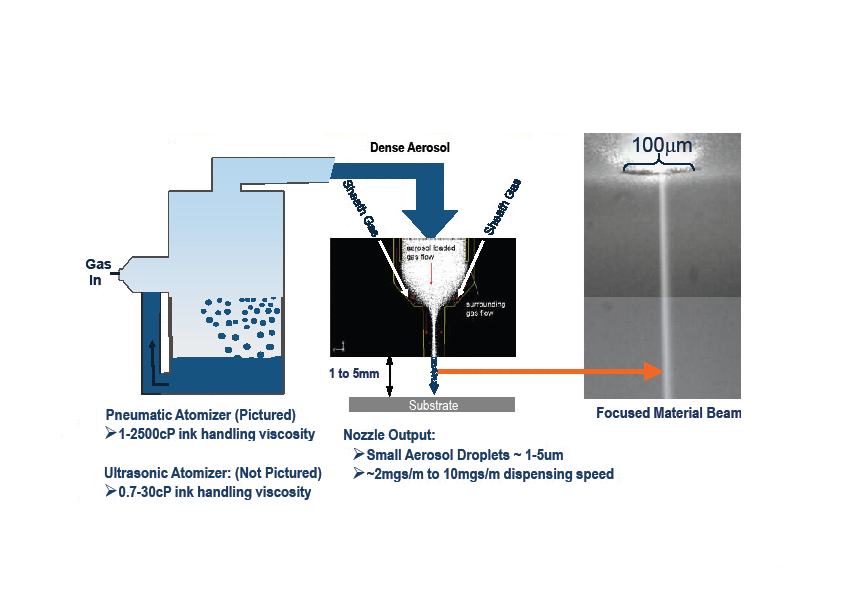 Dense Aerosol
100µm
Sheath Gas
Sheath Gas
aerosol loaded
gas flow
surrounding
gas flow
Gas
In
1 to 5mm
Substrate
Focused Material Beam
Pneumatic Atomizer (Pictured)
➢1-2500cP ink handling viscosity
Ultrasonic Atomizer: (Not Pictured)
➢0.7-30cP ink handling viscosity
Nozzle Output:
➢Small Aerosol Droplets ~ 1-5um
➢~2mgs/m to 10mgs/m dispensing speed